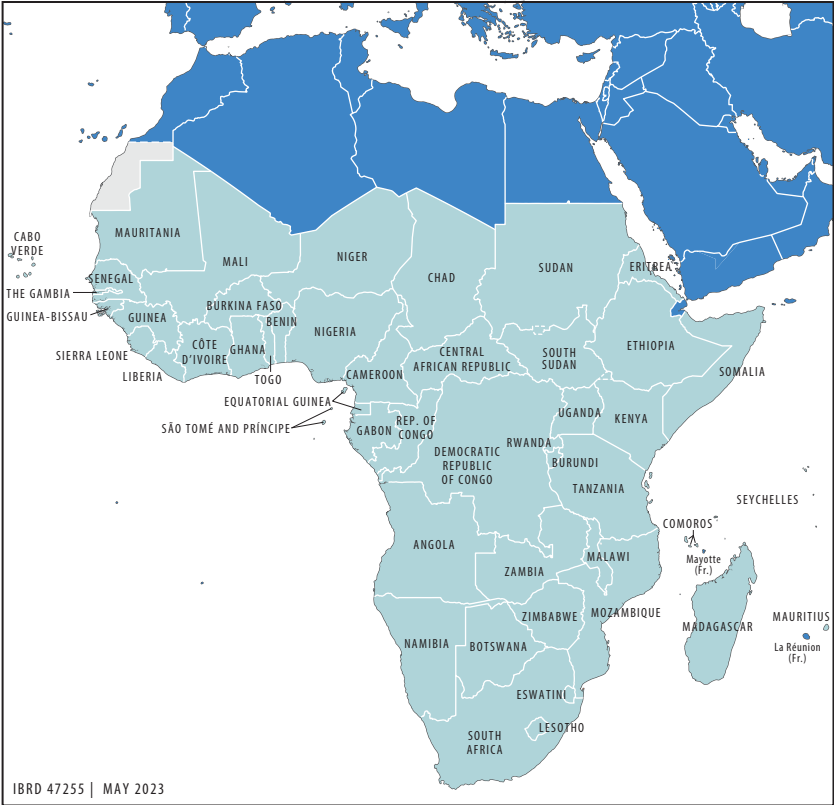 MAURITANIA
CABO
VERDE
MALI
NIGER
CHAD
SUDAN
ERITREA
SENEGAL
THE GAMBIA
GUINEA-BISSAU
GUINEA
BURKINA FASO
BENIN
NIGERIA
SIERRA LEONE
LIBERIA
CÔTE
D'IVOIRE
GHANA
TOGO
CAMEROON
CENTRAL
AFRICAN REPUBLIC
SOUTH
SUDAN
ETHIOPIA
SOMALIA
EQUATORIAL GUINEA
SÃO TOMÉ AND PRÍNCIPE
GABON
REP. OF
CONGO
DEMOCRATIC
REPUBLIC
OF CONGO
UGANDA
KENYA
RWANDA
BURUNDI
TANZANIA
SEYCHELLES
COMOROS
Mayotte
(Fr.)
ANGOLA
ZAMBIA
MALAWI
MOZAMBIQUE
ZIMBABWE
MADAGASCAR
MAURITIUS
La Réunion
(Fr.)
NAMIBIA
BOTSWANA
ESWATINI
LESOTHO
SOUTH
AFRICA
IBRD 47255 | MAY 2023